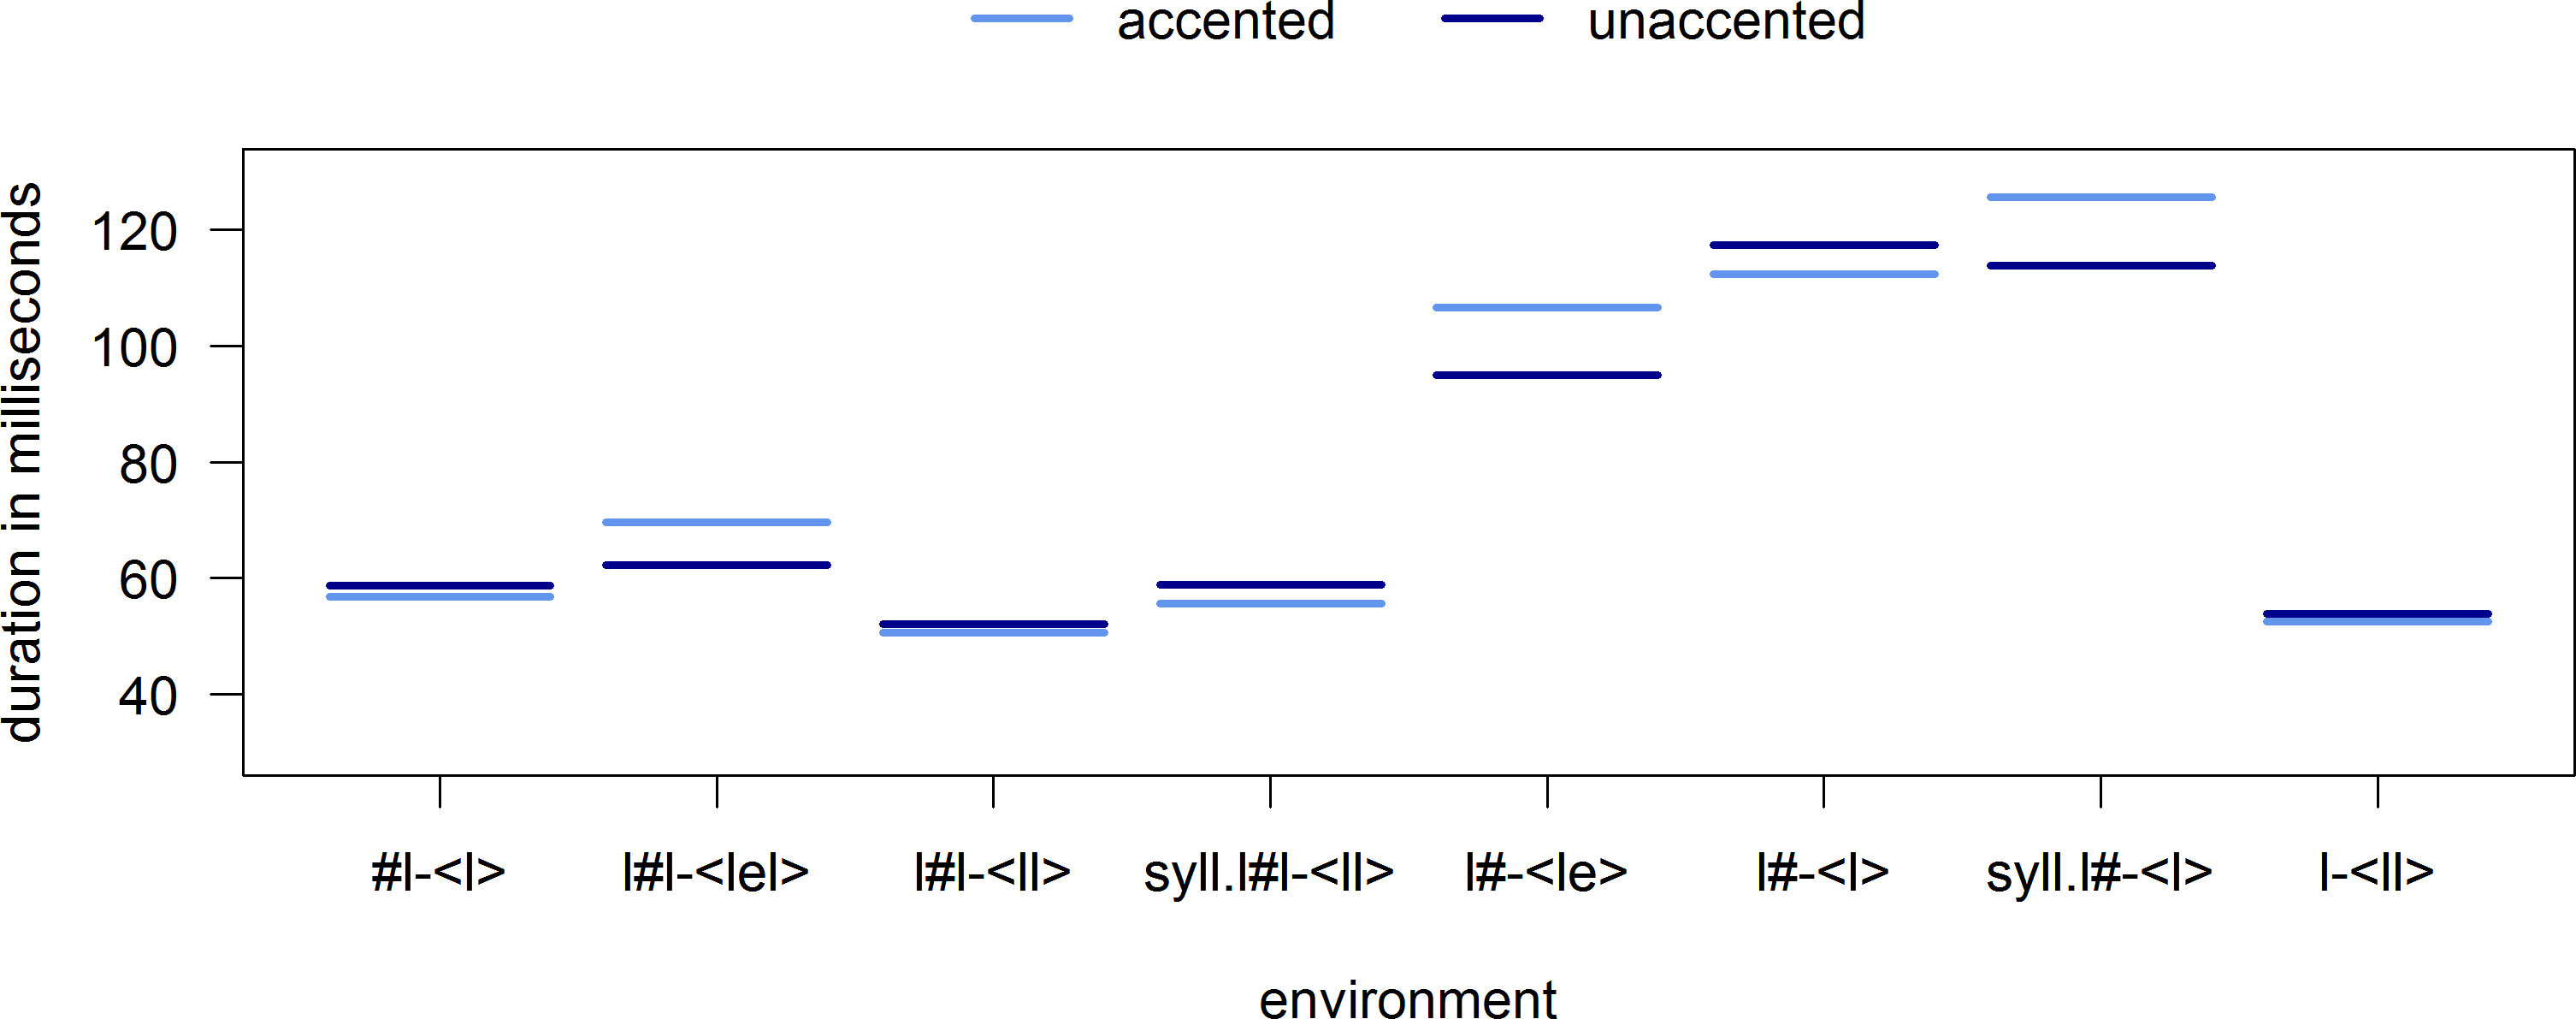 accented unaccented
duration in milliseconds
120
100
80
60
40
#l-<l> l#l-<lel> l#l-<ll> syll.l#l-<ll> l#-<le> l#-<l> syll.l#-<l> l-<ll>
environment